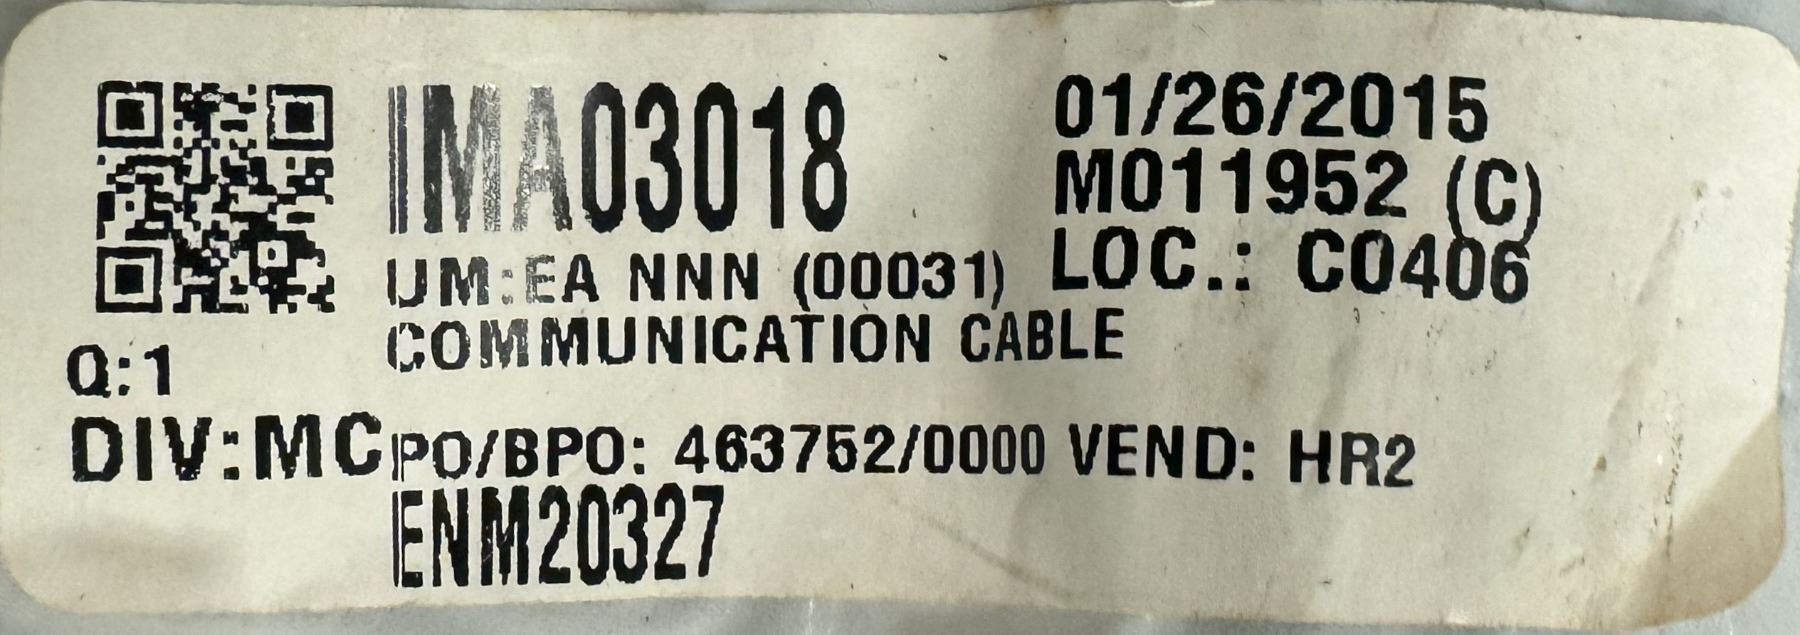 IMA03018
01/26/2015
M011952 (C)
UM:EA NNN (00031)
LOC.: C0406
COMMUNICATION CABLE
Q:1
DIV:MC
PO/BPO: 463752/0000 VEND: HR2
ENM20327